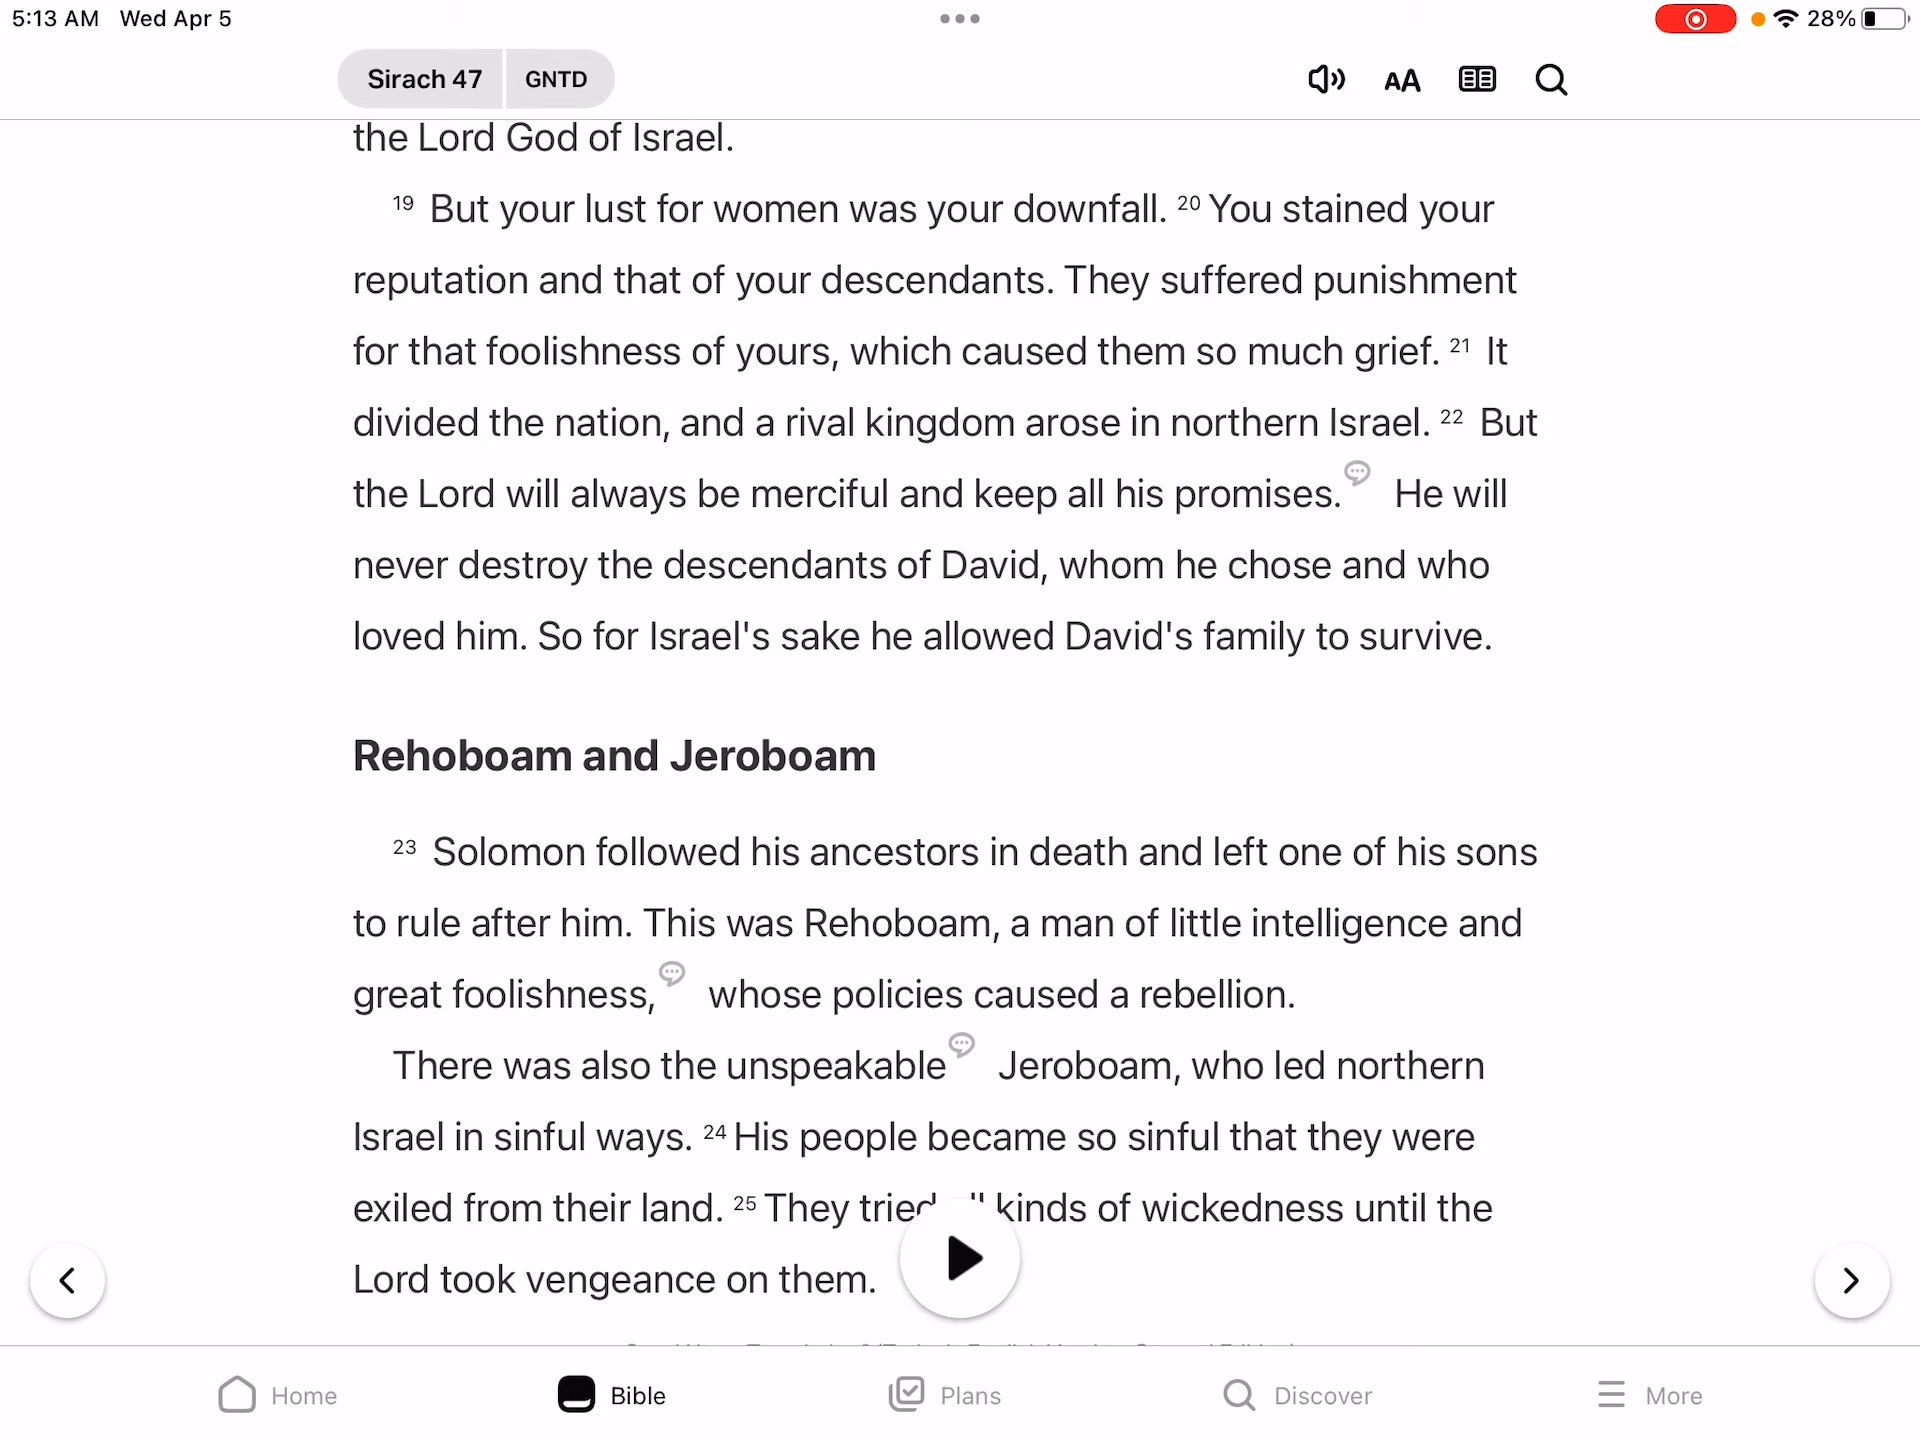 5:13 AM Wed Apr 5
28%
Sirach 47 GNTD
AA
the Lord God of Israel.
19 But your lust for women was your downfall. 20 You stained your
reputation and that of your descendants. They suffered punishment
for that foolishness of yours, which caused them so much grief. 21 It
divided the nation, and a rival kingdom arose in northern Israel. 22 But
the Lord will always be merciful and keep all his promises. He will
never destroy the descendants of David, whom he chose and who
loved him. So for Israel's sake he allowed David's family to survive.
Rehoboam and Jeroboam
23 Solomon followed his ancestors in death and left one of his sons
to rule after him. This was Rehoboam, a man of little intelligence and
great foolishness, whose policies caused a rebellion.
There was also the unspeakable Jeroboam, who led northern
Israel in sinful ways. 24 His people became so sinful that they were
exiled from their land. 25 They tried kinds of wickedness until the
Lord took vengeance on them.
Home Bible Plans Discover More